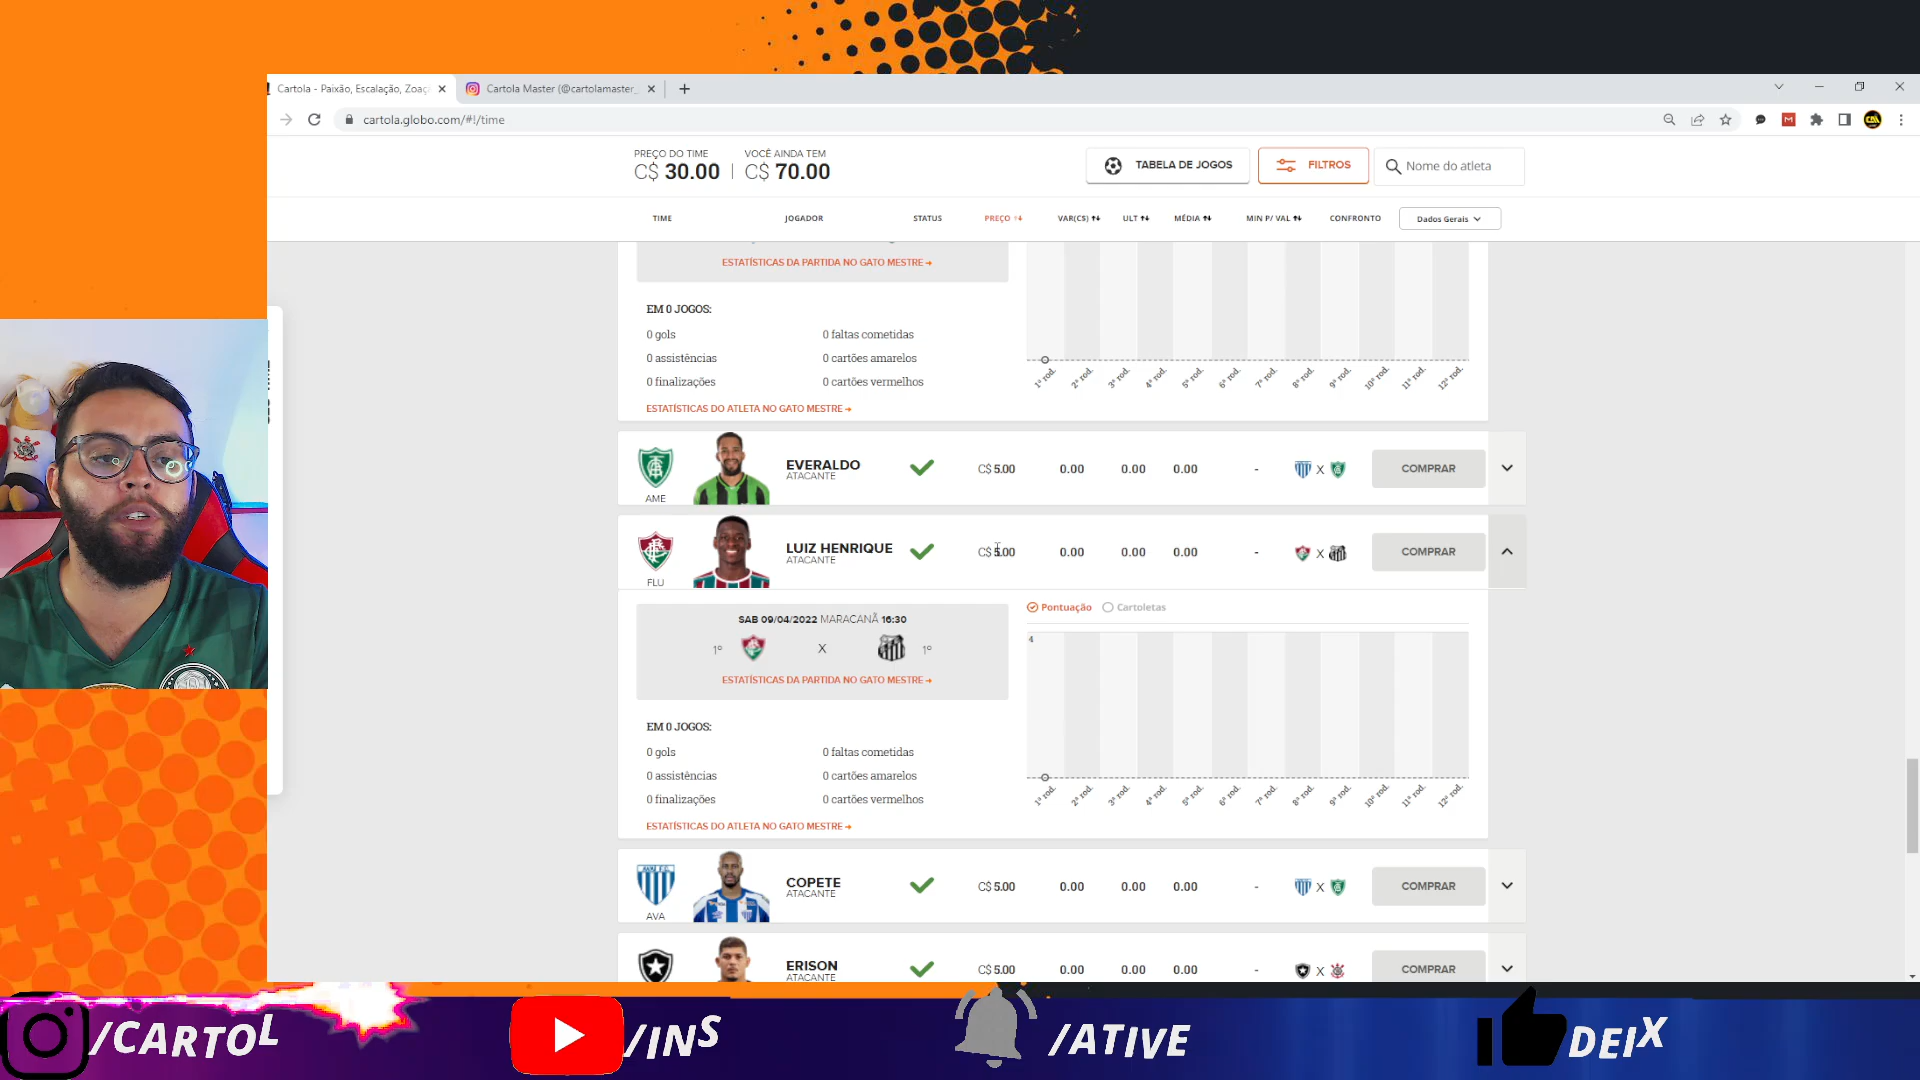 Cartola - Paixão, Escalação, Zoaç
Cartola Master (@cartolamaster_
cartola.globo.com/#!/time
PREÇO DO TIME
C$ 30.00
VOCÊ AINDA TEM
C$ 70.00
TABELA DE JOGOS
FILTROS
Nome do atleta
TIME JOGADOR STATUS PREÇO VAR(C$) ULT MÉDIA MIN P/ VAL CONFRONTO Dados Gerais
ESTATÍSTICAS DA PARTIDA NO GATO MESTRE
EM 0 JOGOS:
0 gols 0 faltas cometidas
0 assistências 0 cartões amarelos
0 finalizações 0 cartões vermelhos
ESTATÍSTICAS DO ATLETA NO GATO MESTRE
1ª rod. 2ª rod. 3ª rod. 4ª rod. 5ª rod. 6ª rod. 7ª rod. 8ª rod. 9ª rod. 10ª rod. 11ª rod. 12ª rod.
AME
EVERALDO
ATACANTE
C$ 5.00 0.00 0.00 0.00 - X COMPRAR
FLU
LUIZ HENRIQUE
ATACANTE
C$ 5.00 0.00 0.00 0.00 - X COMPRAR
SAB 09/04/2022 MARACANÃ 16:30
1º X 1º
ESTATÍSTICAS DA PARTIDA NO GATO MESTRE
Pontuação Cartoletas
4
EM 0 JOGOS:
0 gols 0 faltas cometidas
0 assistências 0 cartões amarelos
0 finalizações 0 cartões vermelhos
ESTATÍSTICAS DO ATLETA NO GATO MESTRE
1ª rod. 2ª rod. 3ª rod. 4ª rod. 5ª rod. 6ª rod. 7ª rod. 8ª rod. 9ª rod. 10ª rod. 11ª rod. 12ª rod.
AVA
COPETE
ATACANTE
C$ 5.00 0.00 0.00 0.00 - X COMPRAR
ERISON
ATACANTE
C$ 5.00 0.00 0.00 0.00 - X COMPRAR
/CARTOL
/INS
/ATIVE
DEIX